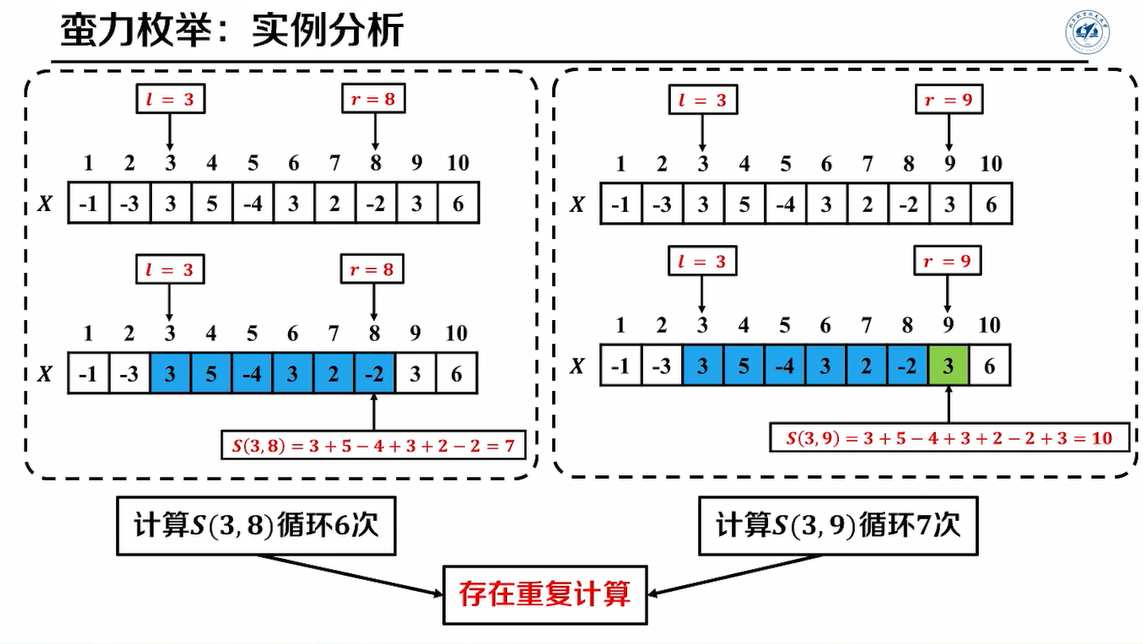 蛮力枚举：实例分析
l = 3
r = 8
1 2 3 4 5 6 7 8 9 10
X -1 -3 3 5 -4 3 2 -2 3 6
l = 3
r = 8
1 2 3 4 5 6 7 8 9 10
X -1 -3 3 5 -4 3 2 -2 3 6
S(3,8) = 3 + 5 − 4 + 3 + 2 − 2 = 7
l = 3
r = 9
1 2 3 4 5 6 7 8 9 10
X -1 -3 3 5 -4 3 2 -2 3 6
l = 3
r = 9
1 2 3 4 5 6 7 8 9 10
X -1 -3 3 5 -4 3 2 -2 3 6
S(3,9) = 3 + 5 − 4 + 3 + 2 − 2 + 3 = 10
计算S(3,8)循环6次
计算S(3,9)循环7次
存在重复计算